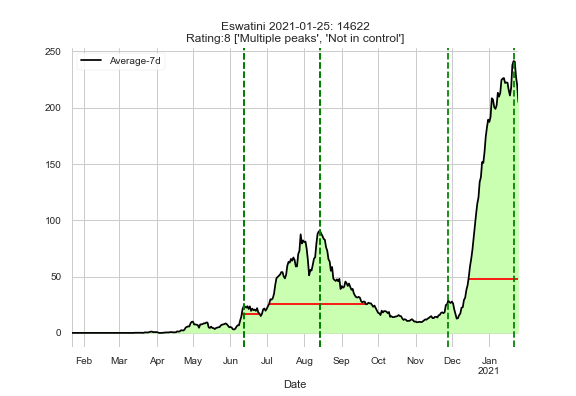 Eswatini 2021-01-25: 14622
Rating:8 ['Multiple peaks', 'Not in control']
Average-7d
250
200
150
100
50
0
Feb Mar Apr May Jun Jul Aug Sep Oct Nov Dec Jan
2021
Date